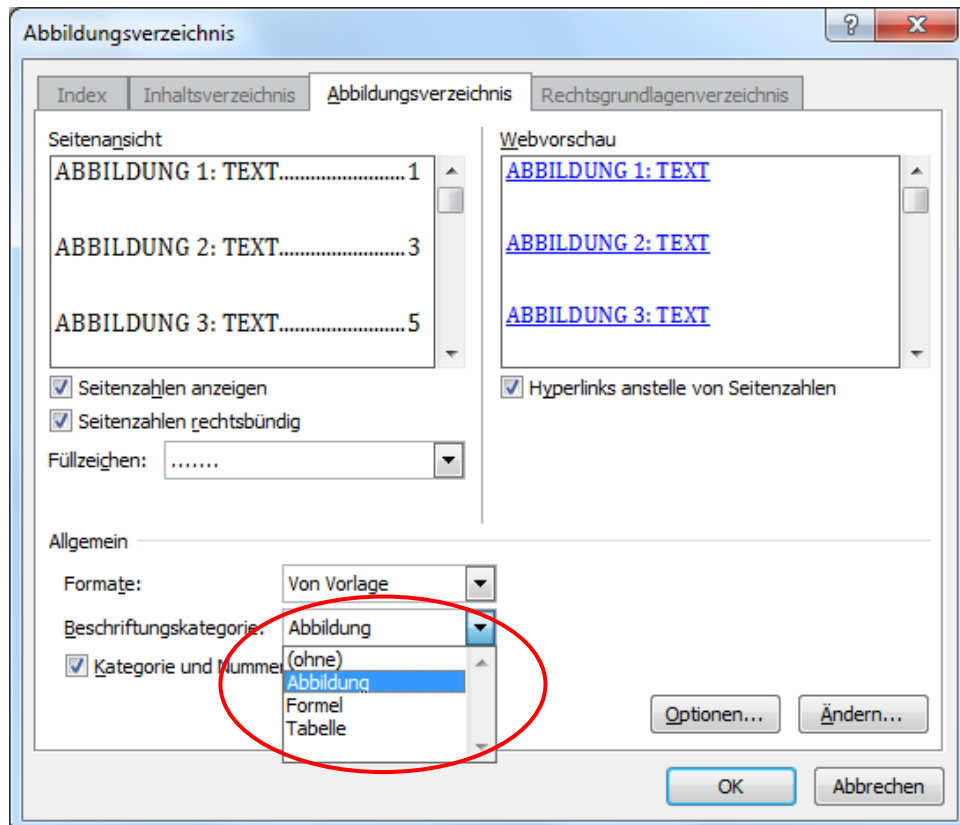 Abbildungsverzeichnis
Index Inhaltsverzeichnis Abbildungsverzeichnis Rechtsgrundlagenverzeichnis
Seitenansicht
ABBILDUNG 1: TEXT........................1
ABBILDUNG 2: TEXT........................3
ABBILDUNG 3: TEXT........................5
Webvorschau
ABBILDUNG 1: TEXT
ABBILDUNG 2: TEXT
ABBILDUNG 3: TEXT
Seitenzahlen anzeigen
Seitenzahlen rechtsbündig
Füllzeichen: .......
Hyperlinks anstelle von Seitenzahlen
Allgemein
Formate: Von Vorlage
Beschriftungskategorie: Abbildung
Kategorie und Nummer
(ohne)
Abbildung
Formel
Tabelle
Optionen... Ändern...
OK Abbrechen